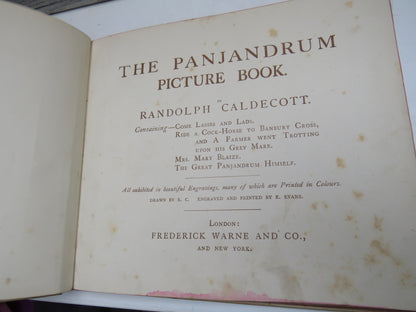 THE PANJANDRUM
PICTURE BOOK.
BY
RANDOLPH CALDECOTT.
Containing—COME LASSES AND LADS.
RIDE A COCK-HORSE TO BANBURY CROSS,
AND A FARMER WENT TROTTING
UPON HIS GREY MARE.
MRS. MARY BLAIZE.
THE GREAT PANJANDRUM HIMSELF.
All exhibited in beautiful Engravings, many of which are Printed in Colours.
DRAWN BY R. C. ENGRAVED AND PRINTED BY E. EVANS.
LONDON:
FREDERICK WARNE AND CO.,
AND NEW YORK.